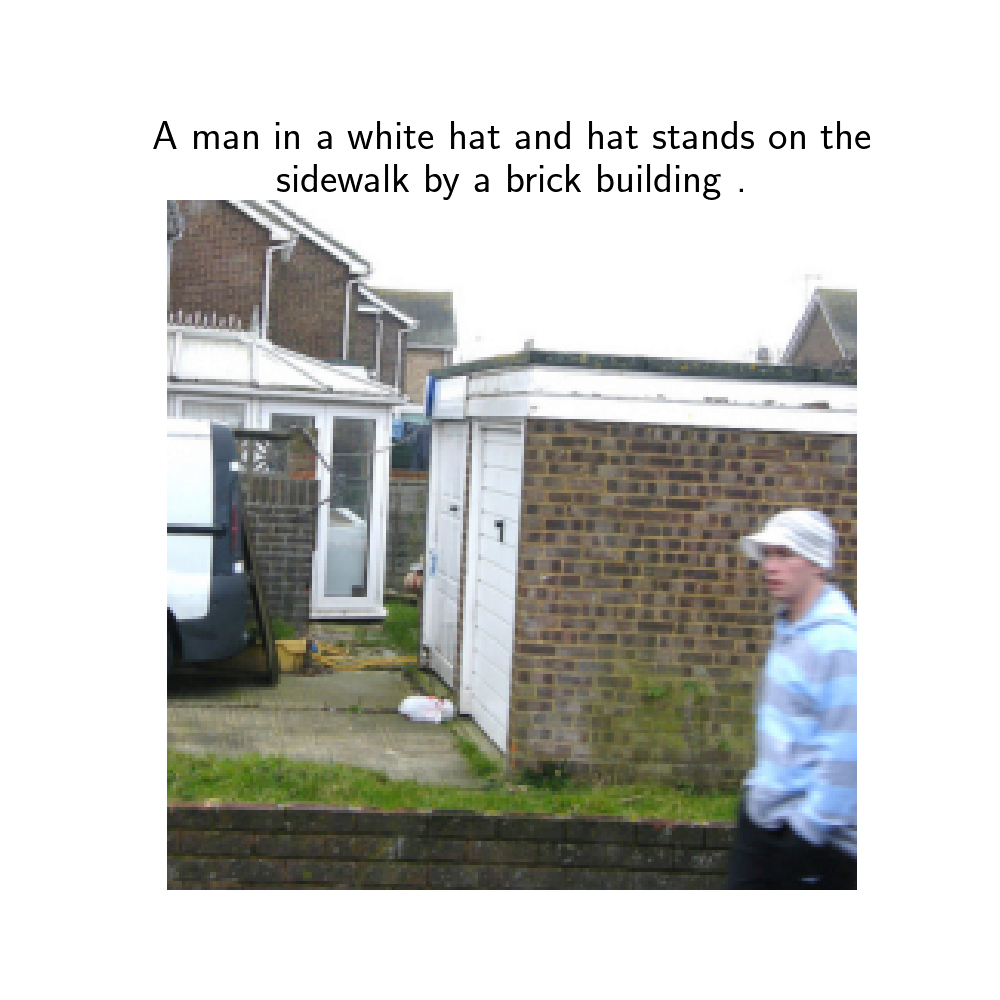 A man in a white hat and hat stands on the
sidewalk by a brick building .